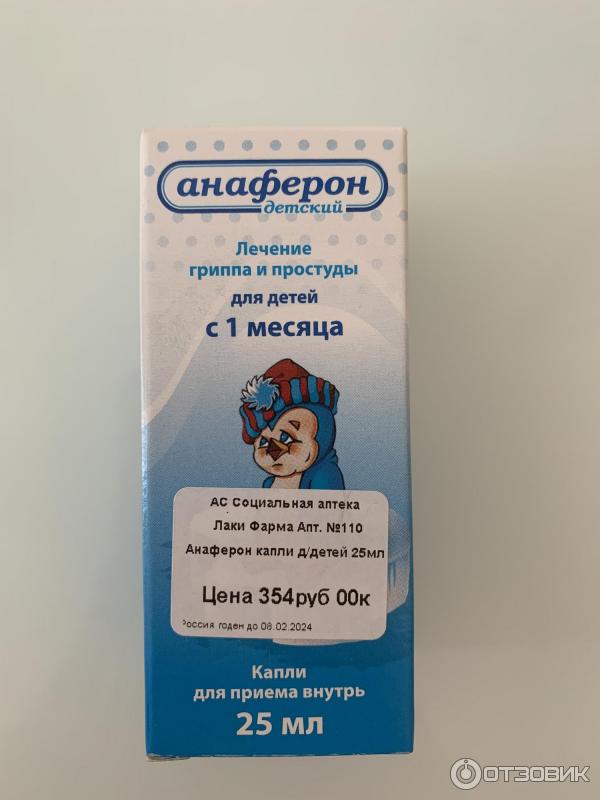 анаферон
детский
Лечение
гриппа и простуды
для детей
с 1 месяца
АС Социальная аптека
Лаки Фарма Апт. №110
Анаферон капли д/детей 25мл
Цена 354руб 00к
Россия годен до 08.02.2024
Капли
для приема внутрь
25 мл
ОТЗОВИК